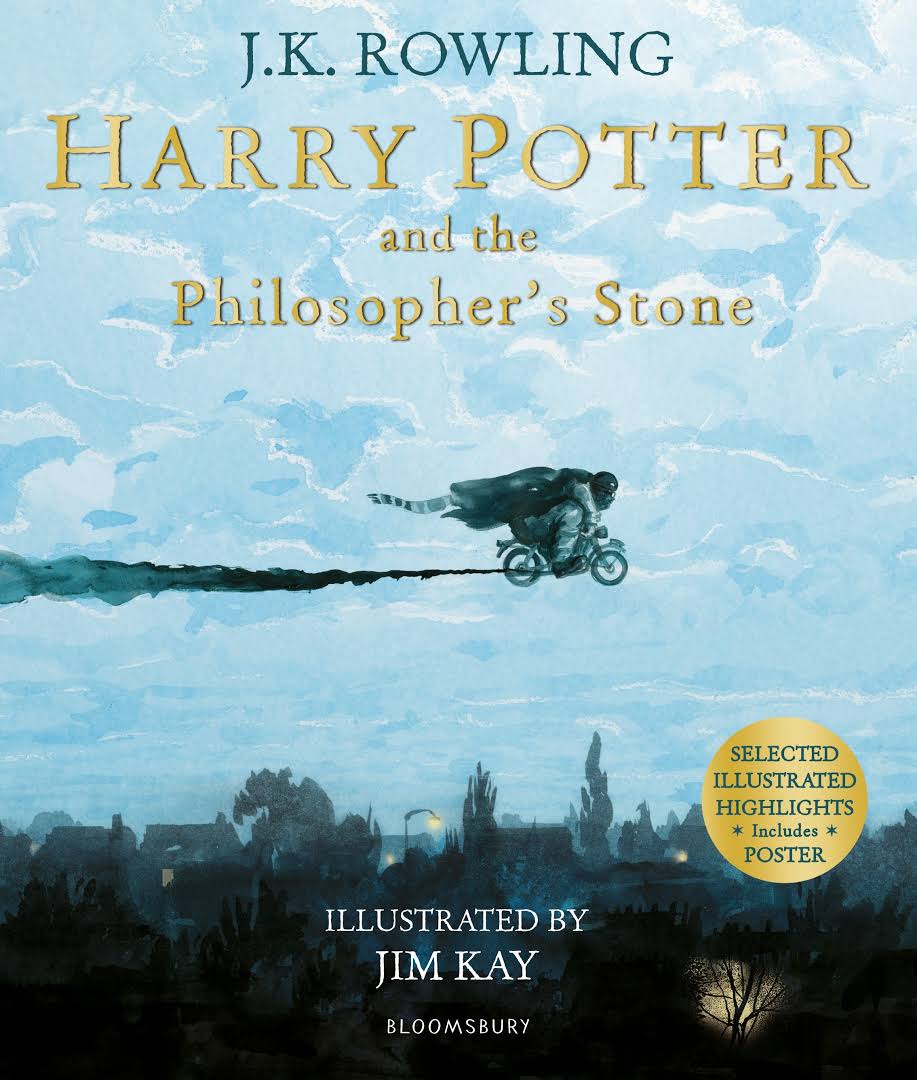 J.K. ROWLING
HARRY POTTER
and the
Philosopher’s Stone
SELECTED
ILLUSTRATED
HIGHLIGHTS
✶ Includes ✶
POSTER
ILLUSTRATED BY
JIM KAY
BLOOMSBURY